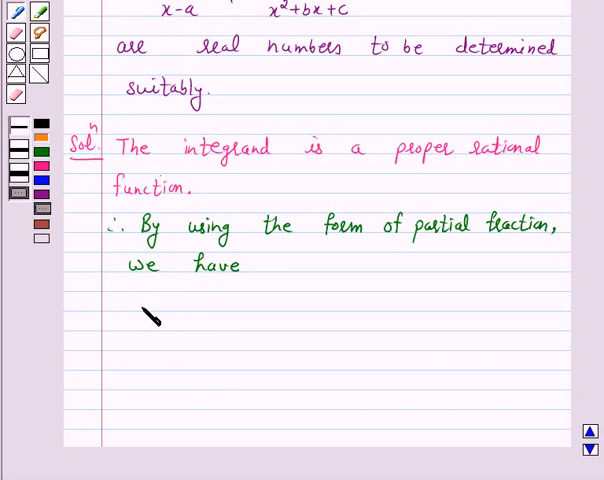 x-a x²+bx+c
are real numbers to be determined
suitably.
Solⁿ. The integrand is a proper rational
function.
∴ By using the form of partial fraction,
we have